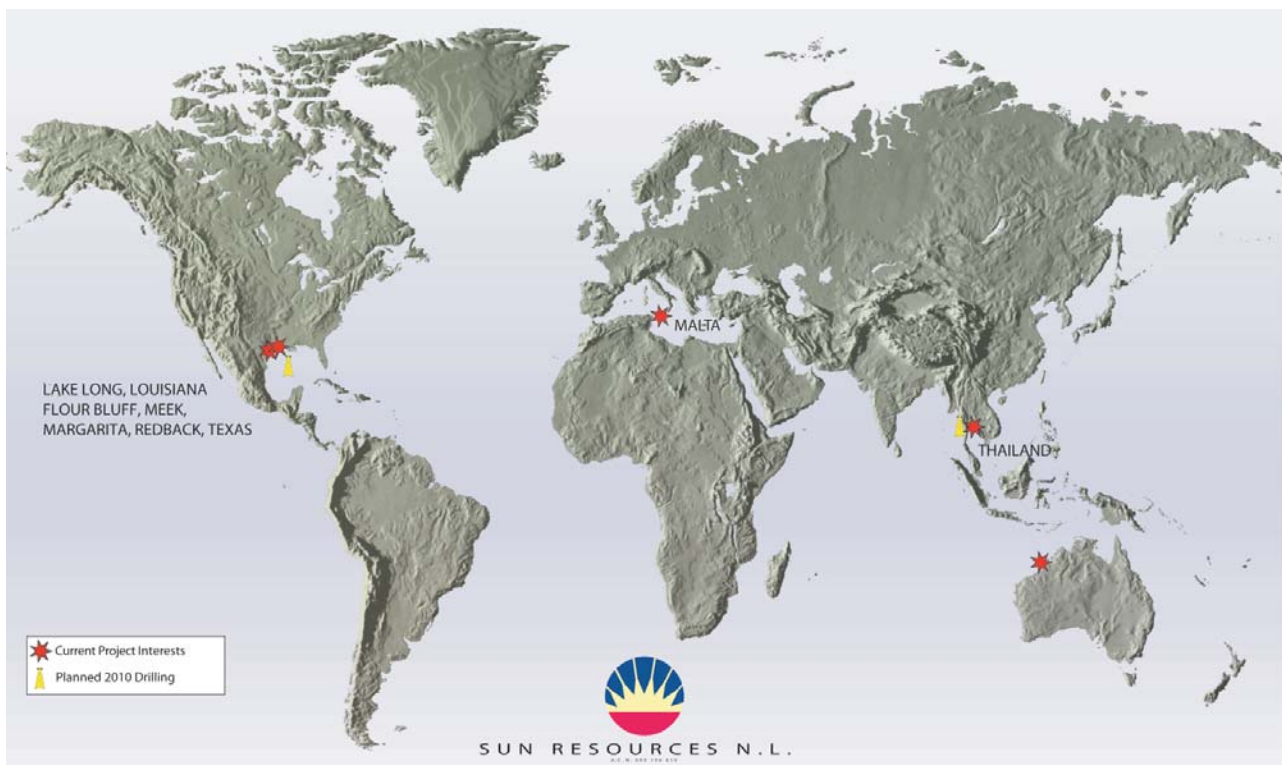 MALTA
LAKE LONG, LOUISIANA
FLOUR BLUFF, MEEK,
MARGARITA, REDBACK, TEXAS
THAILAND
Current Project Interests
Planned 2010 Drilling
SUN RESOURCES N.L.